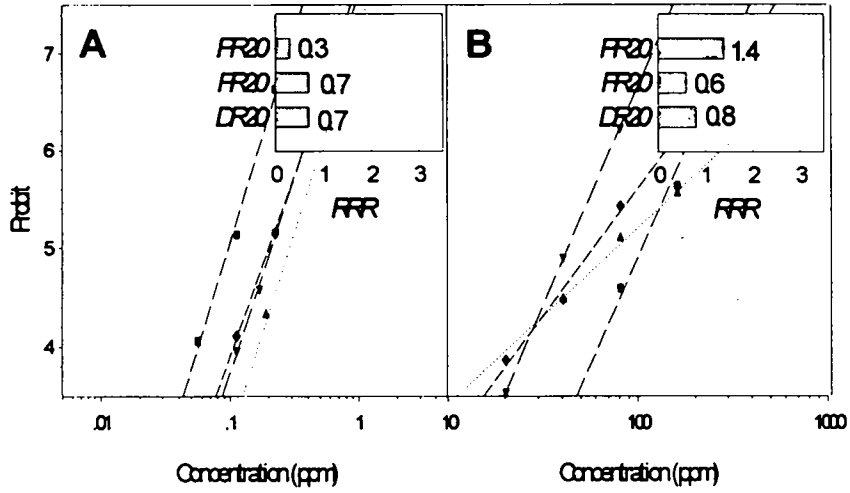 A
FR20 0.3
FR20 0.7
DR20 0.7
0 1 2 3
RRR
B
FR20 1.4
FR20 0.6
DR20 0.8
0 1 2 3
RRR
7
6
5
4
Probit
.01 .1 1 10 100 1000
Concentration (ppm) Concentration (ppm)